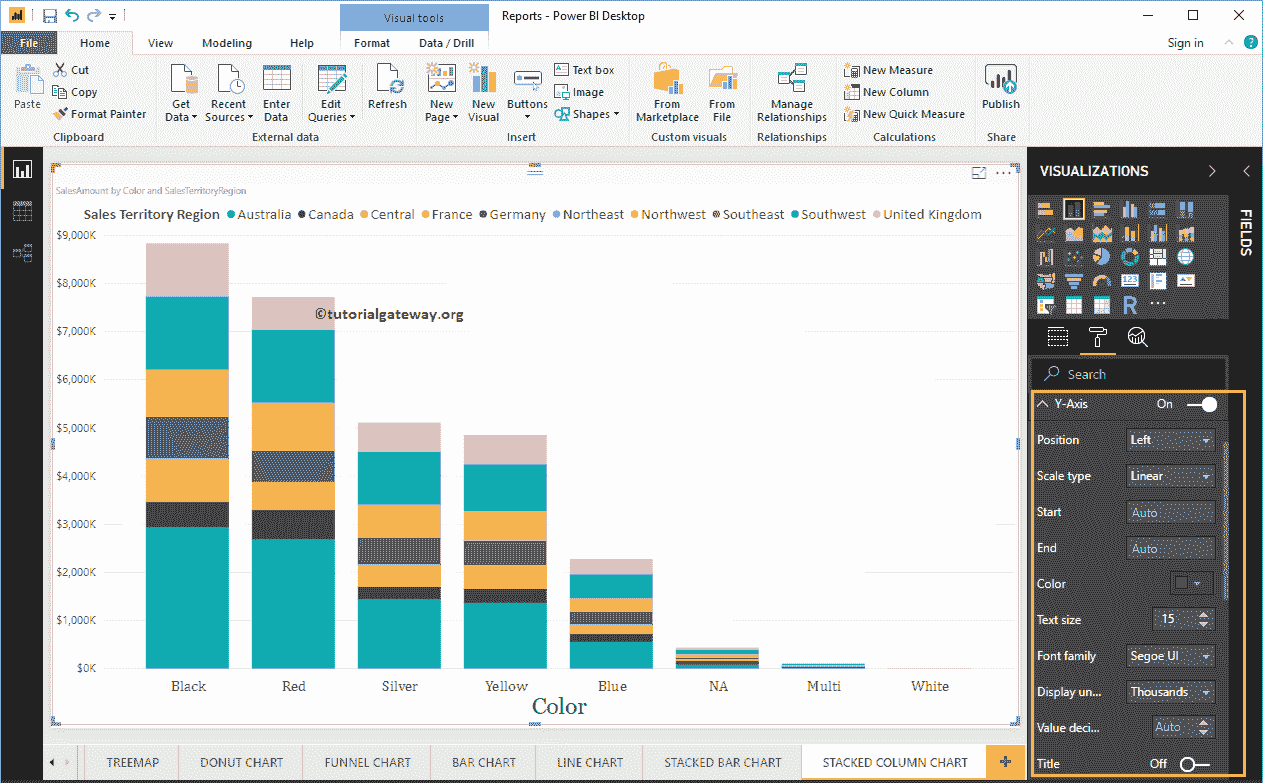 Visual tools
Reports - Power BI Desktop
File Home View Modeling Help Format Data / Drill Sign in
Paste
Cut
Copy
Format Painter
Get Data
Recent Sources
Enter Data
Edit Queries
Refresh
New Page
New Visual
Buttons
Text box
Image
Shapes
From Marketplace
From File
Manage Relationships
New Measure
New Column
New Quick Measure
Publish
Clipboard External data Insert Custom visuals Relationships Calculations Share
SalesAmount by Color and SalesTerritoryRegion
Sales Territory Region Australia Canada Central France Germany Northeast Northwest Southeast Southwest United Kingdom
$9,000K
$8,000K
$7,000K
$6,000K
$5,000K
$4,000K
$3,000K
$2,000K
$1,000K
$0K
©tutorialgateway.org
Black Red Silver Yellow Blue NA Multi White
Color
VISUALIZATIONS
FIELDS
123
R
Search
Y-Axis On
Position Left
Scale type Linear
Start Auto
End Auto
Color
Text size 15
Font family Segoe UI
Display un... Thousands
Value deci... Auto
Title Off
TREEMAP DONUT CHART FUNNEL CHART BAR CHART LINE CHART STACKED BAR CHART STACKED COLUMN CHART